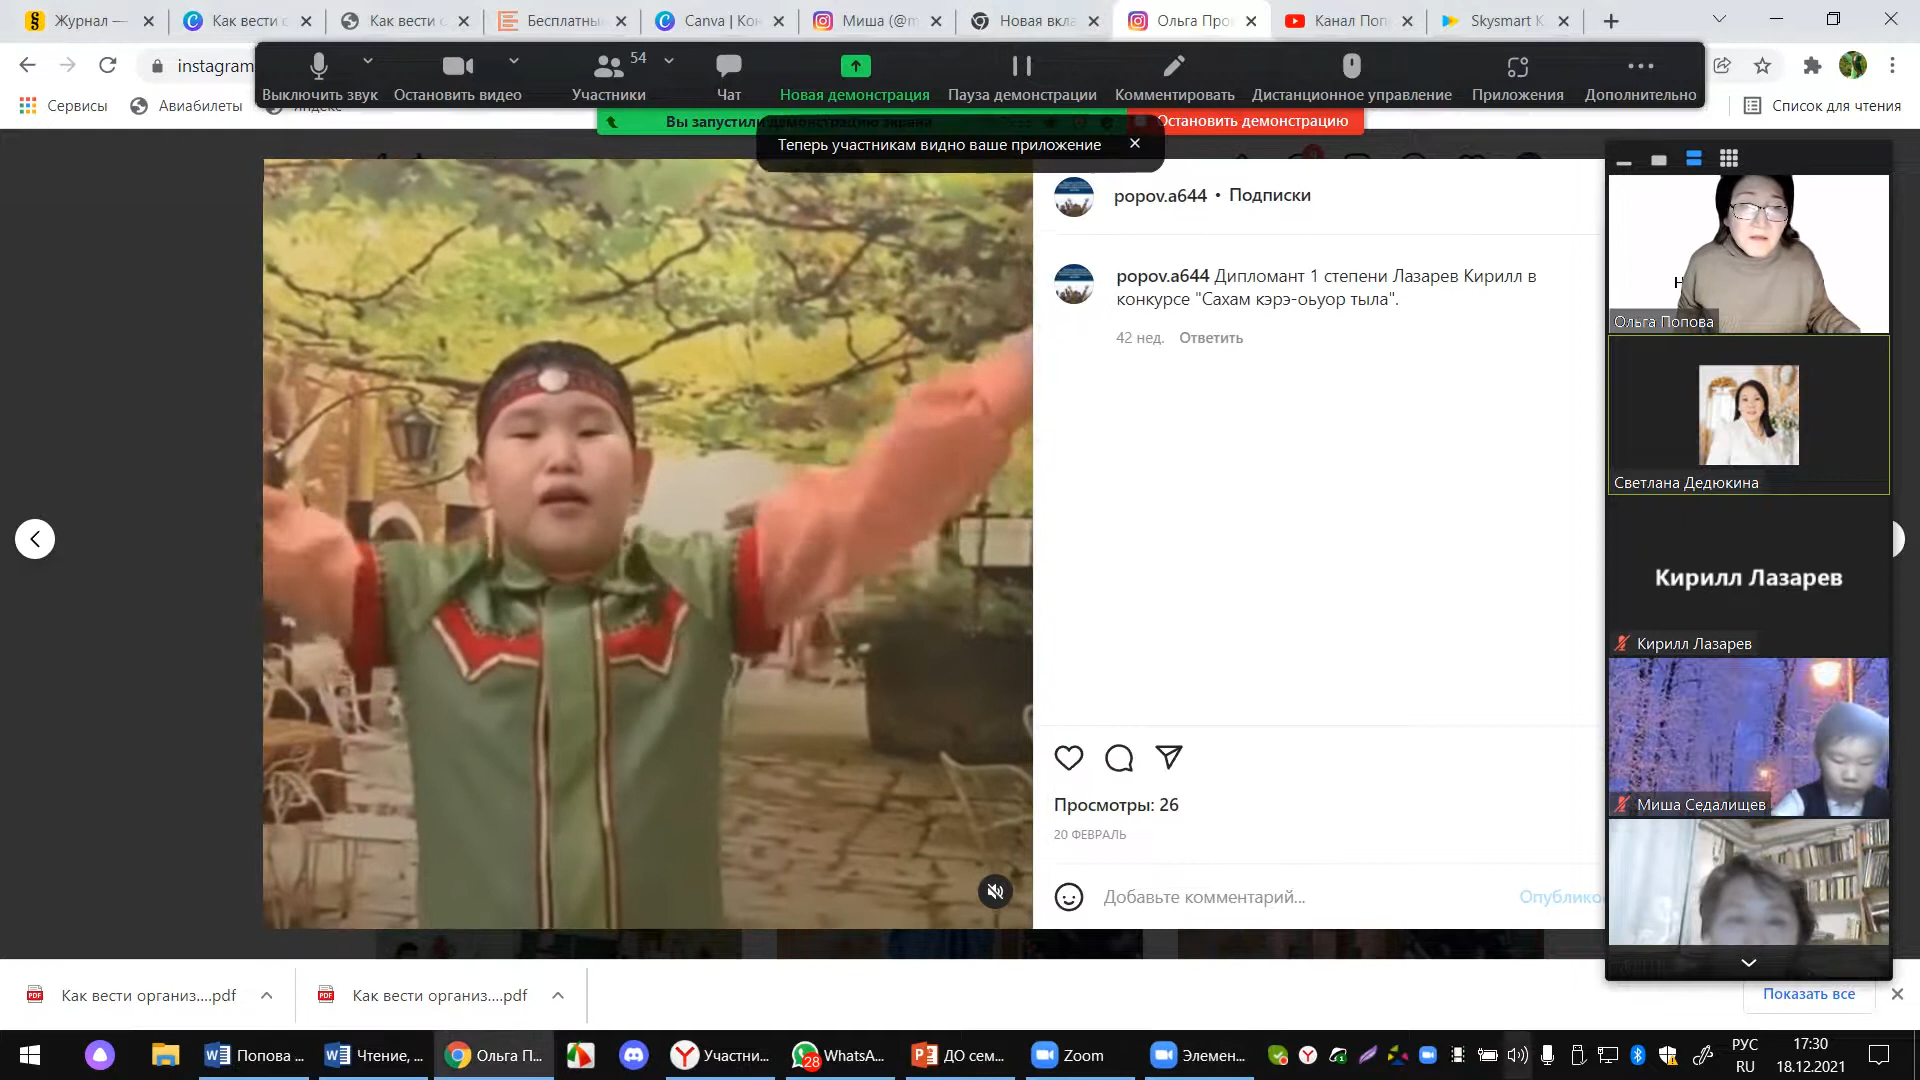 Журнал —
Как вести с
Как вести с
Бесплатны
Canva | Ко
Миша (@m
Новая вкла
Ольга Про
Канал Поп
Skysmart К
instagram
Выключить звук
Остановить видео
54
Участники
Чат
Новая демонстрация
Пауза демонстрации
Комментировать
Дистанционное управление
Приложения
Дополнительно
Сервисы
Авиабилеты
Яндекс
Список для чтения
Вы запустили демонстрацию экрана
Остановить демонстрацию
Теперь участникам видно ваше приложение
popov.a644 • Подписки
popov.a644 Дипломант 1 степени Лазарев Кирилл в
конкурсе "Сахам кэрэ-оьуор тыла".
42 нед. Ответить
Просмотры: 26
20 ФЕВРАЛЬ
Добавьте комментарий...
Опублико
Ольга Попова
Светлана Дедюкина
Кирилл Лазарев
Кирилл Лазарев
Миша Седалищев
Как вести организ....pdf
Как вести организ....pdf
Показать все
Попова ...
Чтение, ...
Ольга П...
Участни...
28
WhatsA...
ДО сем...
Zoom
Элемен...
РУС
RU
17:30
18.12.2021